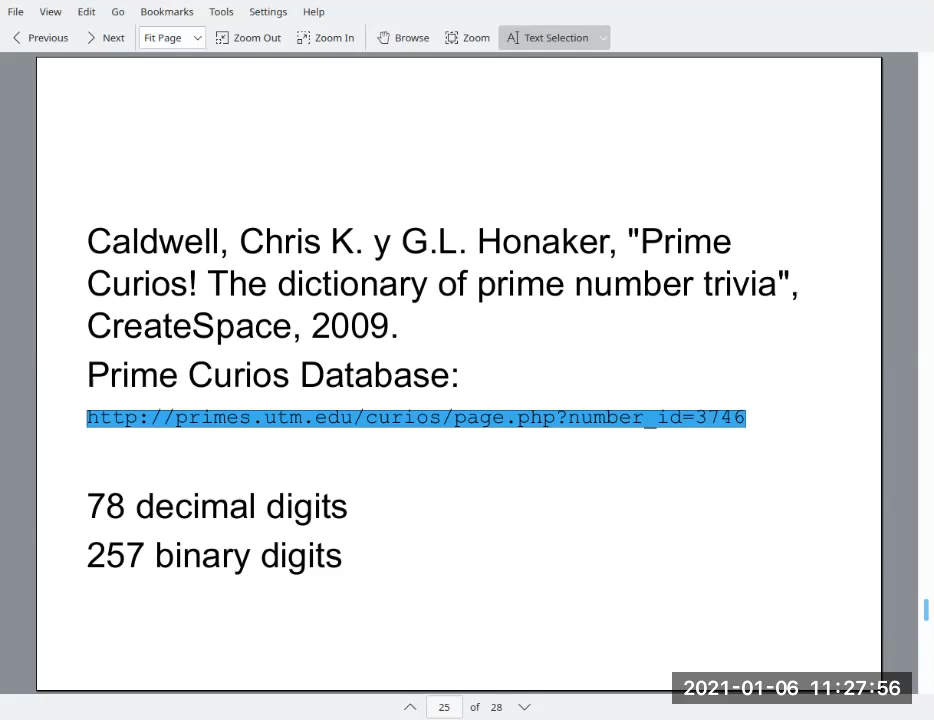 File View Edit Go Bookmarks Tools Settings Help
Previous Next Fit Page Zoom Out Zoom In Browse Zoom Text Selection
Caldwell, Chris K. y G.L. Honaker, "Prime
Curios! The dictionary of prime number trivia",
CreateSpace, 2009.
Prime Curios Database:
http://primes.utm.edu/curios/page.php?number_id=3746
78 decimal digits
257 binary digits
2021-01-06 11:27:56
25 of 28